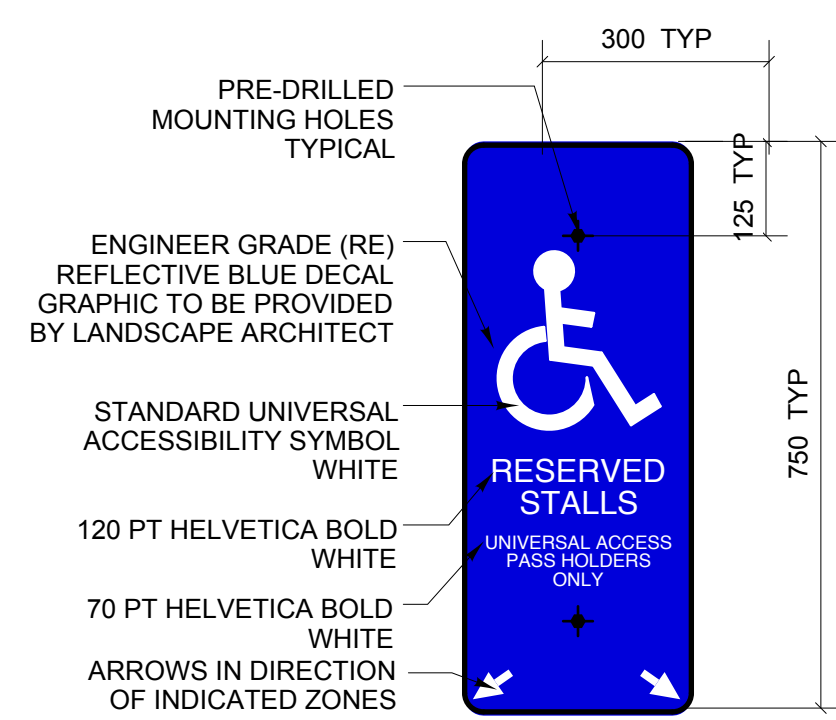 300 TYP
PRE-DRILLED
MOUNTING HOLES
TYPICAL
125 TYP
ENGINEER GRADE (RE)
REFLECTIVE BLUE DECAL
GRAPHIC TO BE PROVIDED
BY LANDSCAPE ARCHITECT
750 TYP
STANDARD UNIVERSAL
ACCESSIBILITY SYMBOL
WHITE
RESERVED
STALLS
120 PT HELVETICA BOLD
WHITE
UNIVERSAL ACCESS
PASS HOLDERS
ONLY
70 PT HELVETICA BOLD
WHITE
ARROWS IN DIRECTION
OF INDICATED ZONES